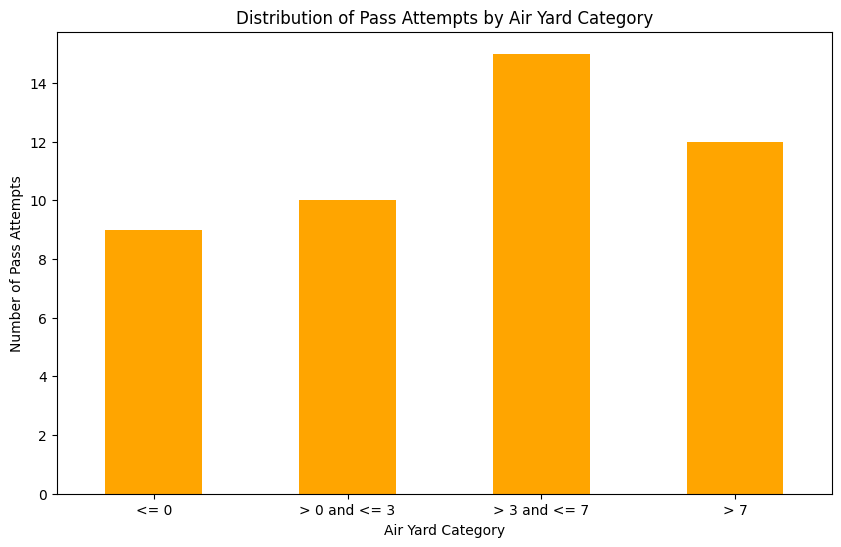 Distribution of Pass Attempts by Air Yard Category
Number of Pass Attempts
14
12
10
8
6
4
2
0
<= 0
> 0 and <= 3
> 3 and <= 7
> 7
Air Yard Category